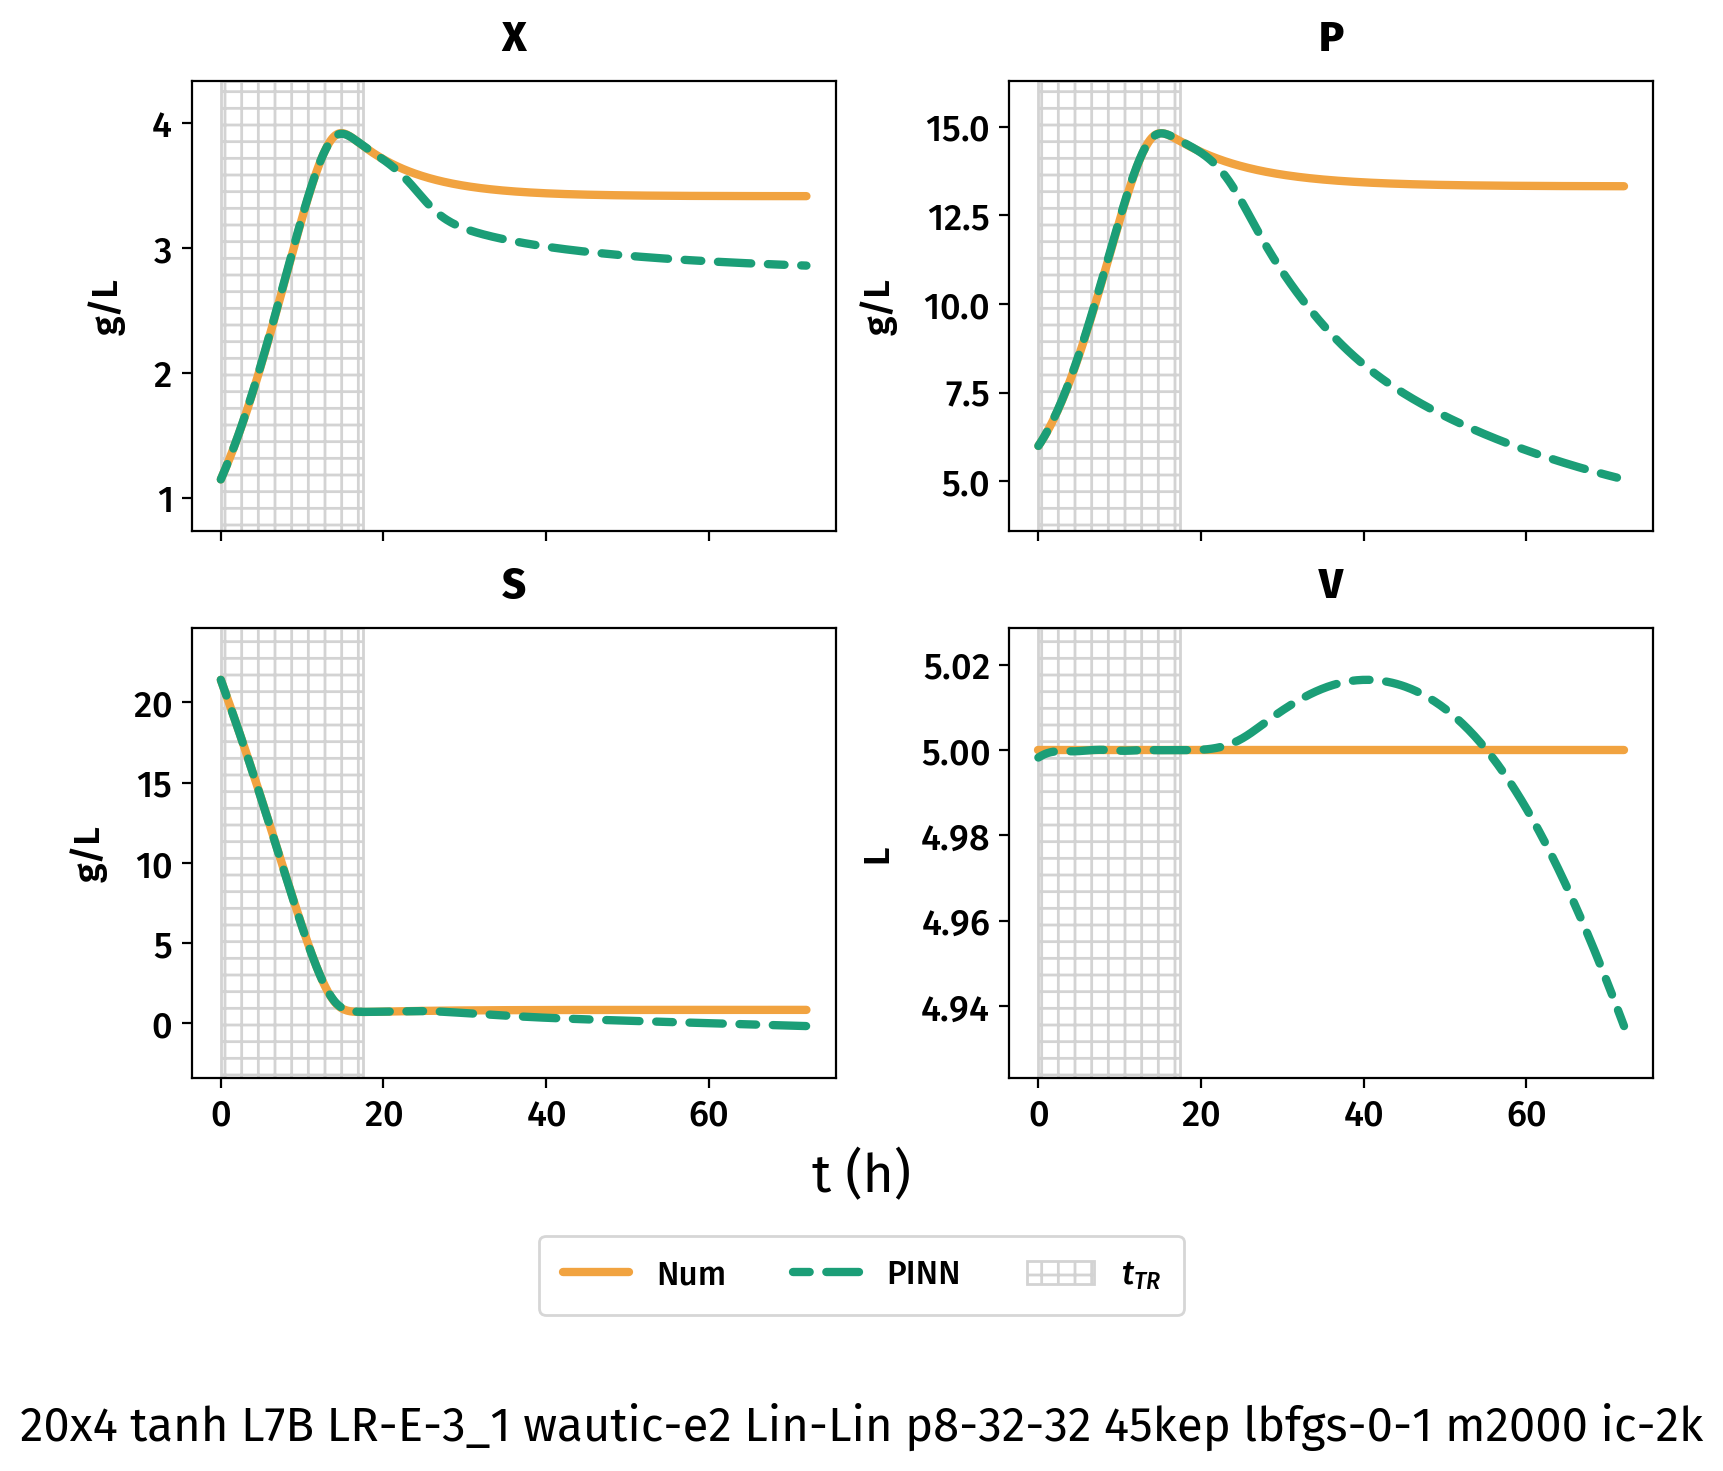 X
P
4
3
2
1
g/L
15.0
12.5
10.0
7.5
5.0
g/L
S
V
20
15
10
5
0
g/L
5.02
5.00
4.98
4.96
4.94
L
0 20 40 60
0 20 40 60
t (h)
Num PINN tTR
20x4 tanh L7B LR-E-3_1 wautic-e2 Lin-Lin p8-32-32 45kep lbfgs-0-1 m2000 ic-2k